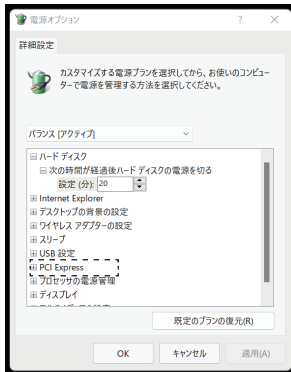 電源オプション
詳細設定
カスタマイズする電源プランを選択してから、お使いのコンピュー
ターで電源を管理する方法を選択してください。
バランス [アクティブ]
ハード ディスク
次の時間が経過後ハード ディスクの電源を切る
設定 (分): 20
Internet Explorer
デスクトップの背景の設定
ワイヤレス アダプターの設定
スリープ
USB 設定
PCI Express
プロセッサの電源管理
ディスプレイ
既定のプランの復元(R)
OK キャンセル 適用(A)